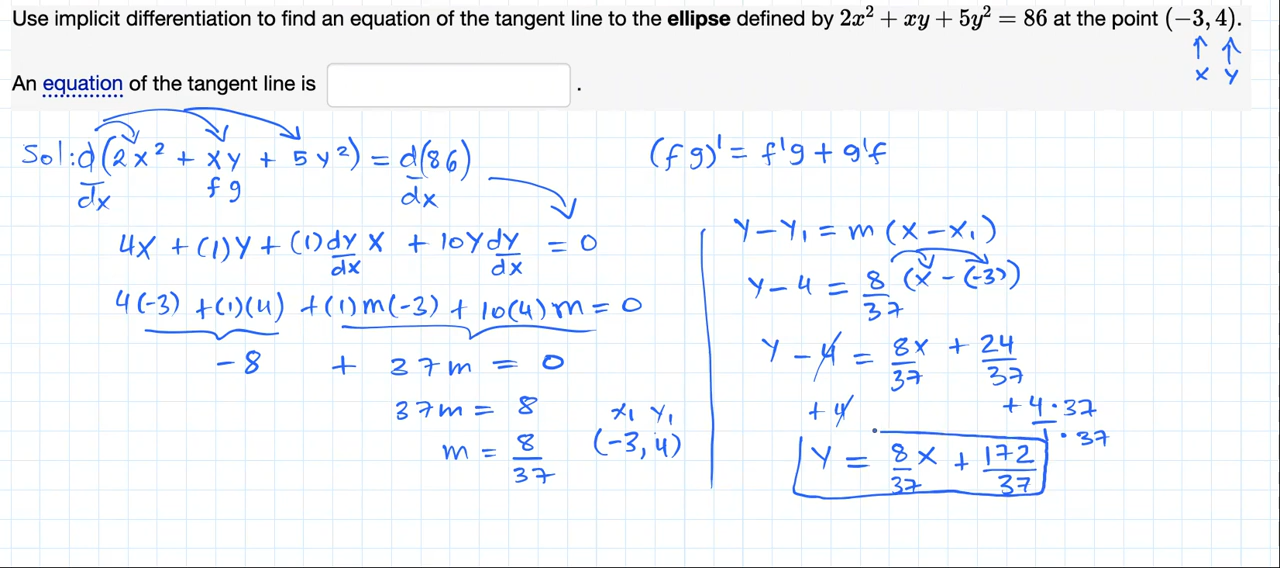 Use implicit differentiation to find an equation of the tangent line to the ellipse defined by 2x² + xy + 5y² = 86 at the point (−3, 4).
↑ ↑
x y
An equation of the tangent line is .
Sol: d/dx (2x² + xy + 5y²) = d/dx (86)
f g
4x + (1)y + (1) dy/dx x + 10y dy/dx = 0
4(-3) + (1)(4) + (1)m(-3) + 10(4)m = 0
-8 + 37m = 0
37m = 8
m = 8/37
x₁ y₁
(-3, 4)
(fg)' = f'g + g'f
y - y₁ = m(x - x₁)
y - 4 = 8/37 (x - (-3))
y - 4 = 8x/37 + 24/37
+ 4 + 4·37/1·37
y = 8/37 x + 172/37